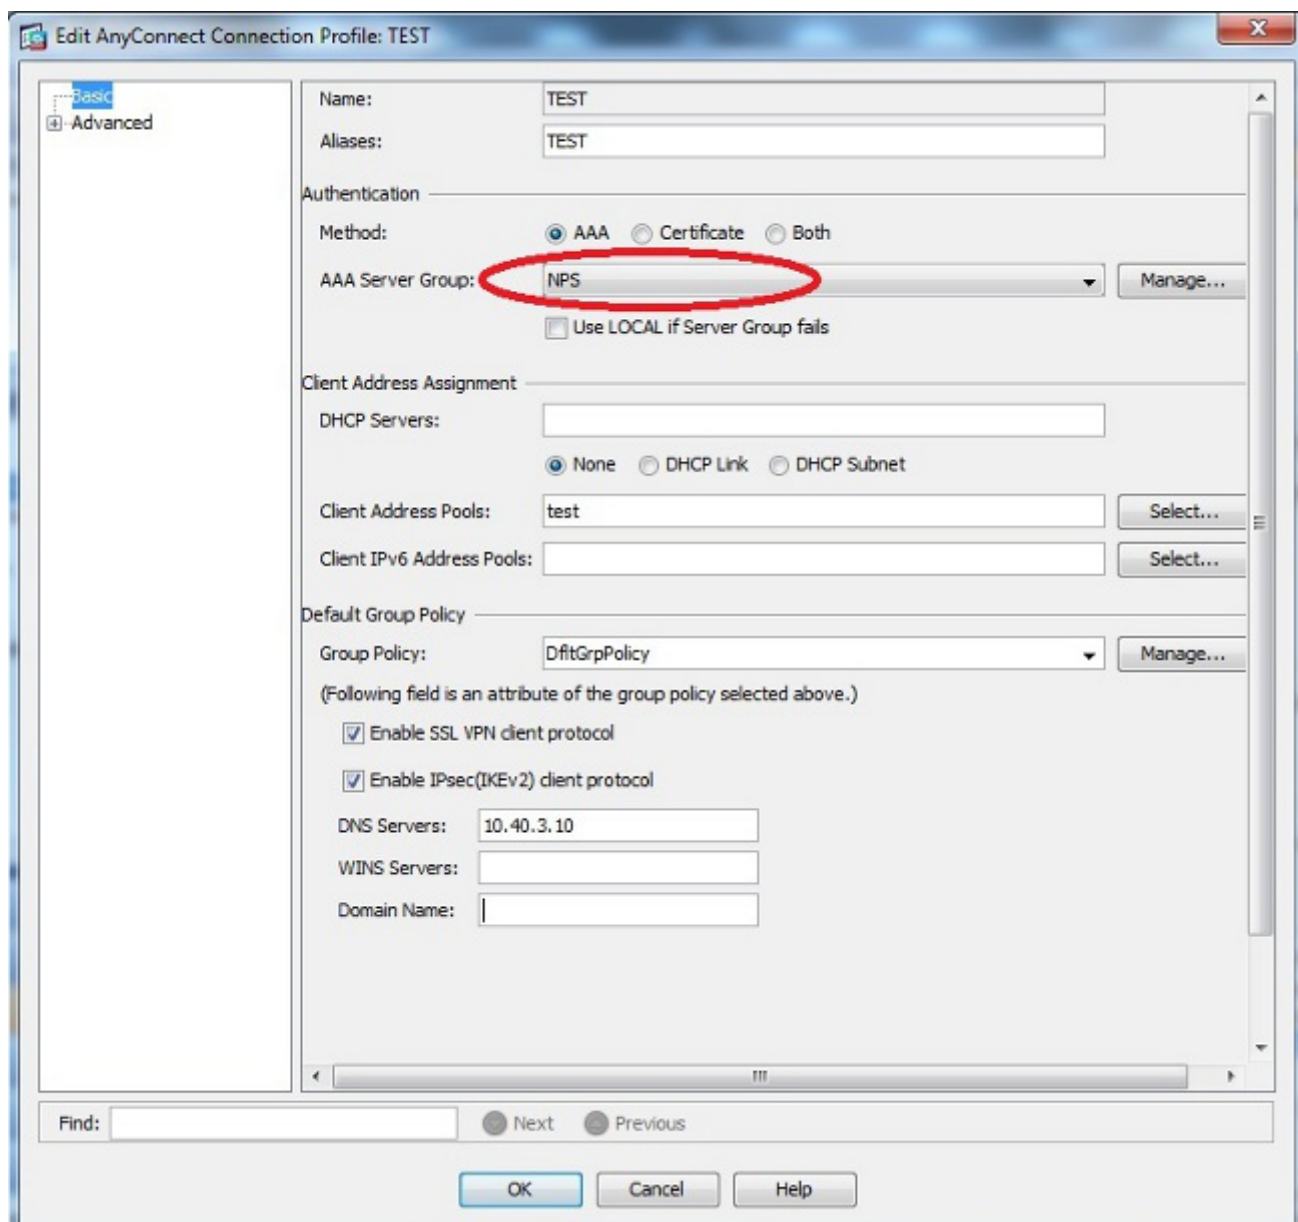 Edit AnyConnect Connection Profile: TEST
Basic
Advanced
Name: TEST
Aliases: TEST
Authentication
Method: AAA Certificate Both
AAA Server Group: NPS Manage...
Use LOCAL if Server Group fails
Client Address Assignment
DHCP Servers:
None DHCP Link DHCP Subnet
Client Address Pools: test Select...
Client IPv6 Address Pools: Select...
Default Group Policy
Group Policy: DfltGrpPolicy Manage...
(Following field is an attribute of the group policy selected above.)
Enable SSL VPN client protocol
Enable IPsec(IKEv2) client protocol
DNS Servers: 10.40.3.10
WINS Servers:
Domain Name:
Find: Next Previous
OK Cancel Help